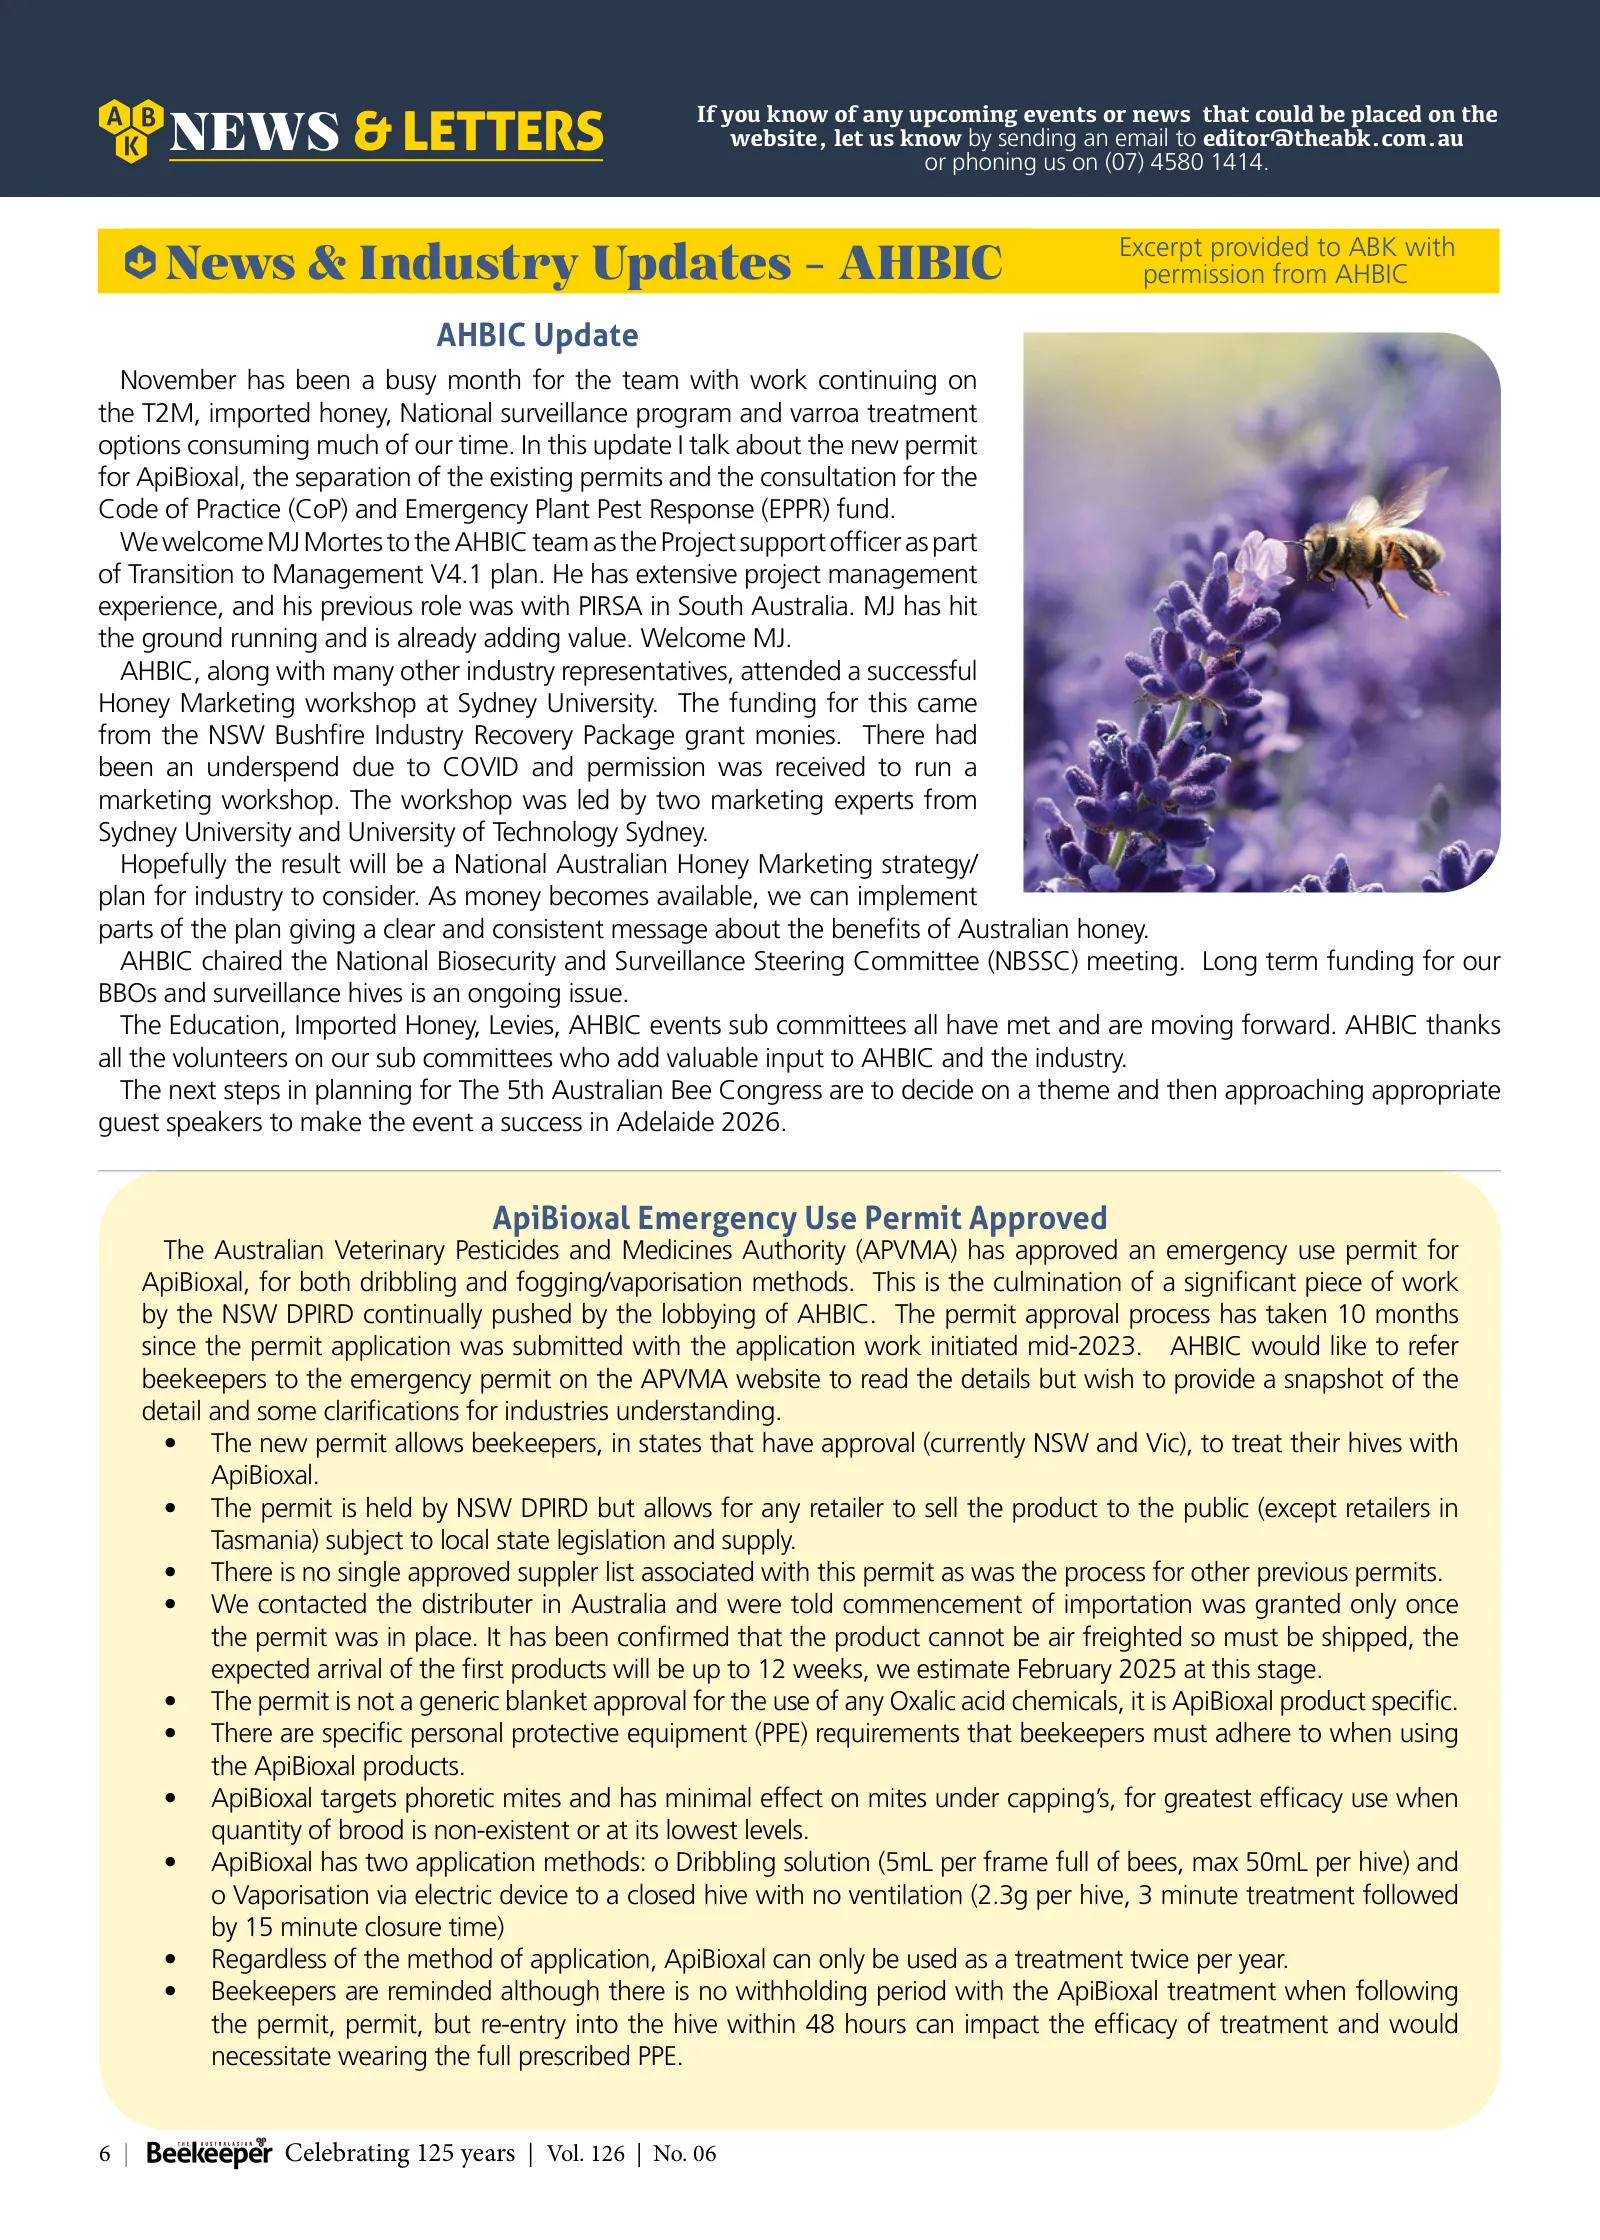 A B K NEWS & LETTERS
If you know of any upcoming events or news that could be placed on the
website, let us know by sending an email to editor@theabk.com.au
or phoning us on (07) 4580 1414.
News & Industry Updates - AHBIC
Excerpt provided to ABK with
permission from AHBIC
AHBIC Update
November has been a busy month for the team with work continuing on
the T2M, imported honey, National surveillance program and varroa treatment
options consuming much of our time. In this update I talk about the new permit
for ApiBioxal, the separation of the existing permits and the consultation for the
Code of Practice (CoP) and Emergency Plant Pest Response (EPPR) fund.
We welcome MJ Mortes to the AHBIC team as the Project support officer as part
of Transition to Management V4.1 plan. He has extensive project management
experience, and his previous role was with PIRSA in South Australia. MJ has hit
the ground running and is already adding value. Welcome MJ.
AHBIC, along with many other industry representatives, attended a successful
Honey Marketing workshop at Sydney University. The funding for this came
from the NSW Bushfire Industry Recovery Package grant monies. There had
been an underspend due to COVID and permission was received to run a
marketing workshop. The workshop was led by two marketing experts from
Sydney University and University of Technology Sydney.
Hopefully the result will be a National Australian Honey Marketing strategy/
plan for industry to consider. As money becomes available, we can implement
parts of the plan giving a clear and consistent message about the benefits of Australian honey.
AHBIC chaired the National Biosecurity and Surveillance Steering Committee (NBSSC) meeting. Long term funding for our
BBOs and surveillance hives is an ongoing issue.
The Education, Imported Honey, Levies, AHBIC events sub committees all have met and are moving forward. AHBIC thanks
all the volunteers on our sub committees who add valuable input to AHBIC and the industry.
The next steps in planning for The 5th Australian Bee Congress are to decide on a theme and then approaching appropriate
guest speakers to make the event a success in Adelaide 2026.
ApiBioxal Emergency Use Permit Approved
The Australian Veterinary Pesticides and Medicines Authority (APVMA) has approved an emergency use permit for
ApiBioxal, for both dribbling and fogging/vaporisation methods. This is the culmination of a significant piece of work
by the NSW DPIRD continually pushed by the lobbying of AHBIC. The permit approval process has taken 10 months
since the permit application was submitted with the application work initiated mid-2023. AHBIC would like to refer
beekeepers to the emergency permit on the APVMA website to read the details but wish to provide a snapshot of the
detail and some clarifications for industries understanding.
• The new permit allows beekeepers, in states that have approval (currently NSW and Vic), to treat their hives with
ApiBioxal.
• The permit is held by NSW DPIRD but allows for any retailer to sell the product to the public (except retailers in
Tasmania) subject to local state legislation and supply.
• There is no single approved suppler list associated with this permit as was the process for other previous permits.
• We contacted the distributer in Australia and were told commencement of importation was granted only once
the permit was in place. It has been confirmed that the product cannot be air freighted so must be shipped, the
expected arrival of the first products will be up to 12 weeks, we estimate February 2025 at this stage.
• The permit is not a generic blanket approval for the use of any Oxalic acid chemicals, it is ApiBioxal product specific.
• There are specific personal protective equipment (PPE) requirements that beekeepers must adhere to when using
the ApiBioxal products.
• ApiBioxal targets phoretic mites and has minimal effect on mites under capping's, for greatest efficacy use when
quantity of brood is non-existent or at its lowest levels.
• ApiBioxal has two application methods: o Dribbling solution (5mL per frame full of bees, max 50mL per hive) and
o Vaporisation via electric device to a closed hive with no ventilation (2.3g per hive, 3 minute treatment followed
by 15 minute closure time)
• Regardless of the method of application, ApiBioxal can only be used as a treatment twice per year.
• Beekeepers are reminded although there is no withholding period with the ApiBioxal treatment when following
the permit, permit, but re-entry into the hive within 48 hours can impact the efficacy of treatment and would
necessitate wearing the full prescribed PPE.
6 | THE AUSTRALASIAN Beekeeper Celebrating 125 years | Vol. 126 | No. 06